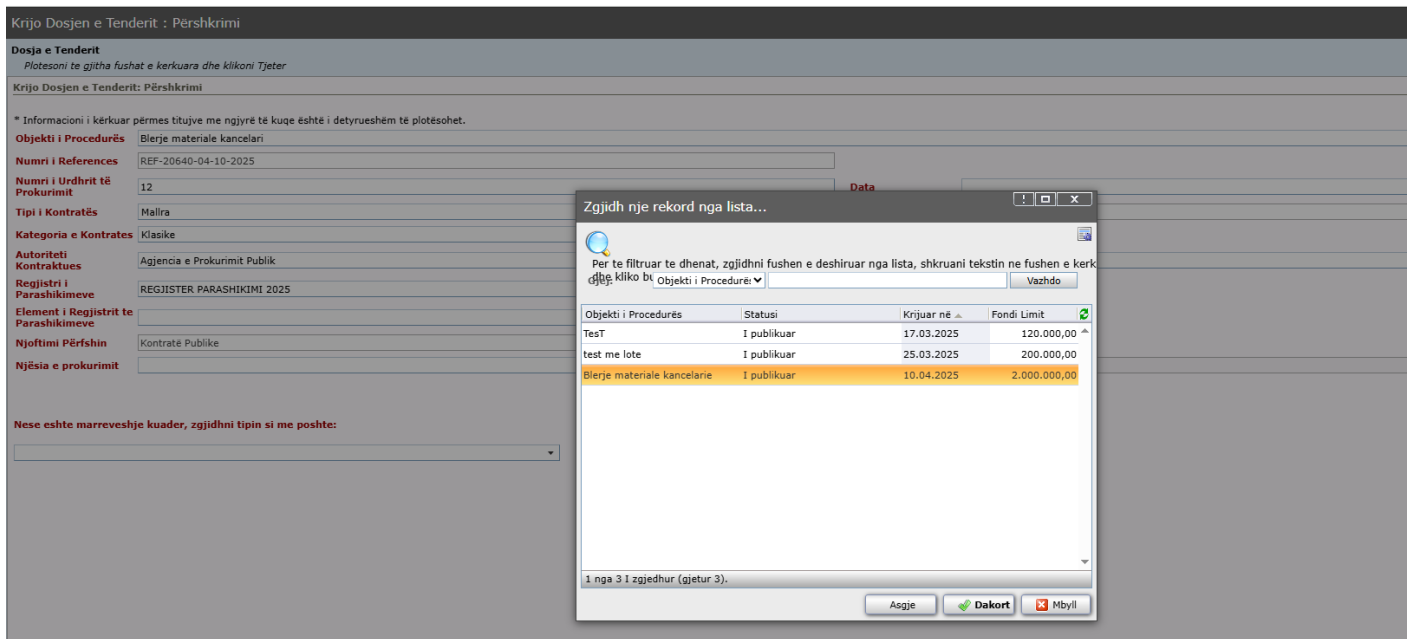 Krijo Dosjen e Tenderit : Përshkrimi
Dosja e Tenderit
Plotesoni te gjitha fushat e kerkuara dhe klikoni Tjeter
Krijo Dosjen e Tenderit: Përshkrimi
* Informacioni i kërkuar përmes titujve me ngjyrë të kuqe është i detyrueshëm të plotësohet.
Objekti i Procedurës Blerje materiale kancelari
Numri i References REF-20640-04-10-2025
Numri i Urdhrit të
Prokurimit 12 Data
Tipi i Kontratës Mallra
Kategoria e Kontrates Klasike
Autoriteti
Kontraktues Agjencia e Prokurimit Publik
Regjistri i
Parashikimeve REGJISTER PARASHIKIMI 2025
Element i Regjistrit te
Parashikimeve
Njoftimi Përfshin Kontratë Publike
Njësia e prokurimit
Nese eshte marreveshje kuader, zgjidhni tipin si me poshte:
Zgjidh nje rekord nga lista...
Per te filtruar te dhenat, zgjidhni fushen e deshiruar nga lista, shkruani tekstin ne fushen e kerk
dhe kliko bu Objekti i Procedurë: Vazhdo
Objekti i Procedurës Statusi Krijuar në Fondi Limit
TesT I publikuar 17.03.2025 120.000,00
test me lote I publikuar 25.03.2025 200.000,00
Blerje materiale kancelarie I publikuar 10.04.2025 2.000.000,00
1 nga 3 I zgjedhur (gjetur 3).
Asgje Dakort Mbyll